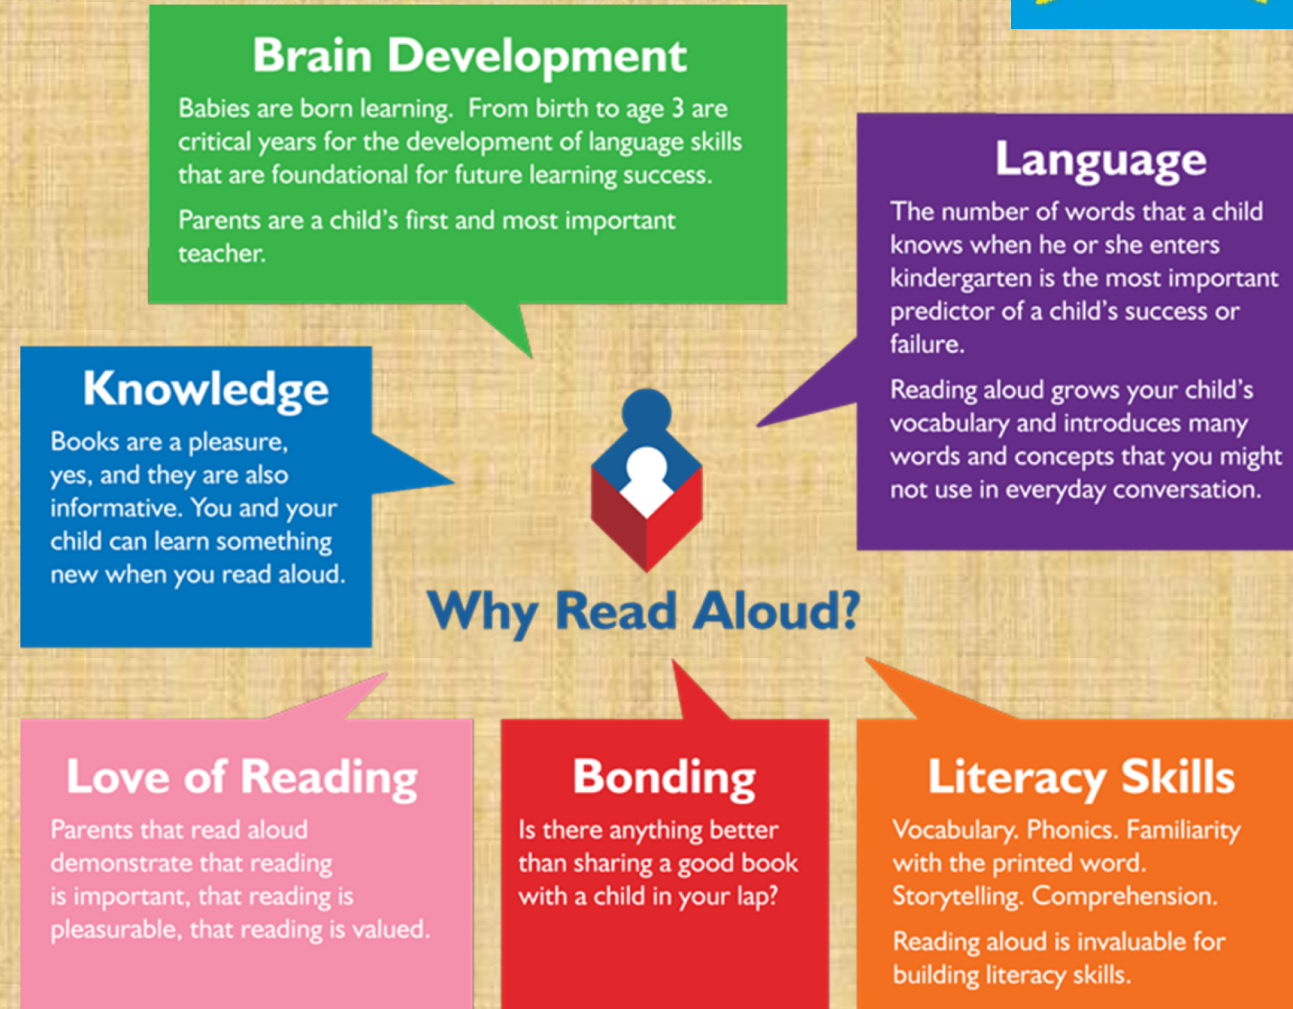 Brain Development
Babies are born learning.  From birth to age 3 are
critical years for the development of language skills
that are foundational for future learning success.
Parents are a child's first and most important
teacher.
Language
The number of words that a child
knows when he or she enters
kindergarten is the most important
predictor of a child's success or
failure.
Reading aloud grows your child's
vocabulary and introduces many
words and concepts that you might
not use in everyday conversation.
Knowledge
Books are a pleasure,
yes, and they are also
informative. You and your
child can learn something
new when you read aloud.
Why Read Aloud?
Love of Reading
Parents that read aloud
demonstrate that reading
is important, that reading is
pleasurable, that reading is valued.
Bonding
Is there anything better
than sharing a good book
with a child in your lap?
Literacy Skills
Vocabulary. Phonics. Familiarity
with the printed word.
Storytelling. Comprehension.
Reading aloud is invaluable for
building literacy skills.